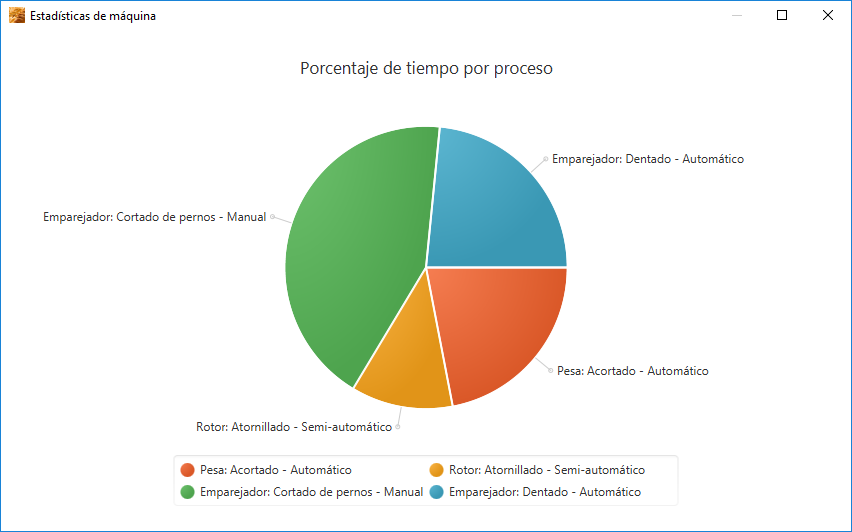 Estadísticas de máquina
Porcentaje de tiempo por proceso
Emparejador: Dentado - Automático
Emparejador: Cortado de pernos - Manual
Pesa: Acortado - Automático
Rotor: Atornillado - Semi-automático
Pesa: Acortado - Automático
Rotor: Atornillado - Semi-automático
Emparejador: Cortado de pernos - Manual
Emparejador: Dentado - Automático